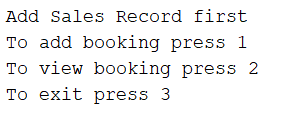 Add Sales Record first
To add booking press 1
To view booking press 2
To exit press 3